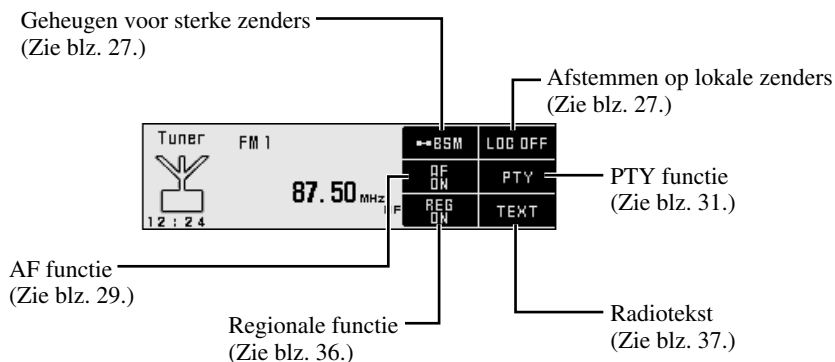 Geheugen voor sterke zenders
(Zie blz. 27.)
Afstemmen op lokale zenders
(Zie blz. 27.)
Tuner
FM 1
BSM
LOC OFF
AF
ON
PTY
87.50 MHz
REG
ON
TEXT
12:24
PTY functie
(Zie blz. 31.)
AF functie
(Zie blz. 29.)
Regionale functie
(Zie blz. 36.)
Radiotekst
(Zie blz. 37.)